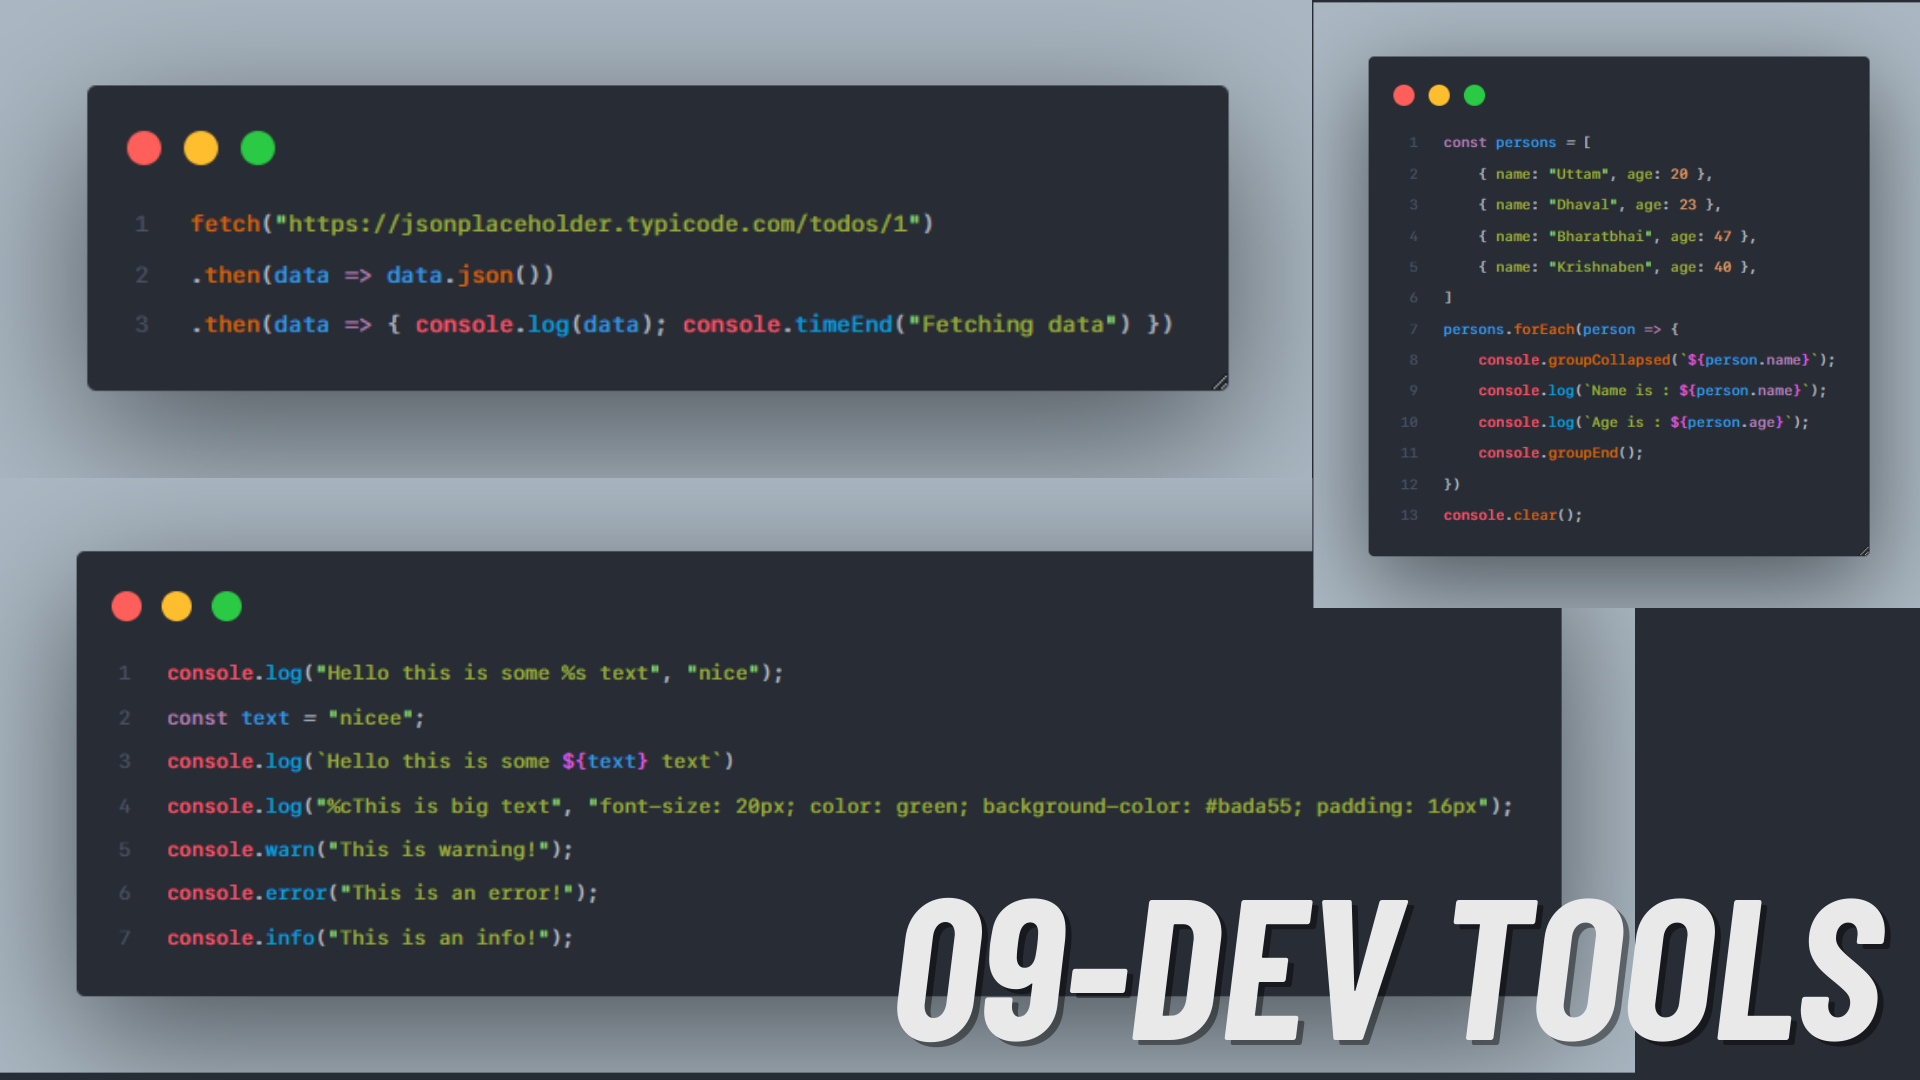 1 fetch("https://jsonplaceholder.typicode.com/todos/1")
2 .then(data => data.json())
3 .then(data => { console.log(data); console.timeEnd("Fetching data") })
1 const persons = [
2 { name: "Uttam", age: 20 },
3 { name: "Dhaval", age: 23 },
4 { name: "Bharatbhai", age: 47 },
5 { name: "Krishnaben", age: 40 },
6 ]
7 persons.forEach(person => {
8 console.groupCollapsed(`${person.name}`);
9 console.log(`Name is : ${person.name}`);
10 console.log(`Age is : ${person.age}`);
11 console.groupEnd();
12 })
13 console.clear();
1 console.log("Hello this is some %s text", "nice");
2 const text = "nicee";
3 console.log(`Hello this is some ${text} text`)
4 console.log("%cThis is big text", "font-size: 20px; color: green; background-color: #bada55; padding: 16px");
5 console.warn("This is warning!");
6 console.error("This is an error!");
7 console.info("This is an info!");
09-DEV TOOLS